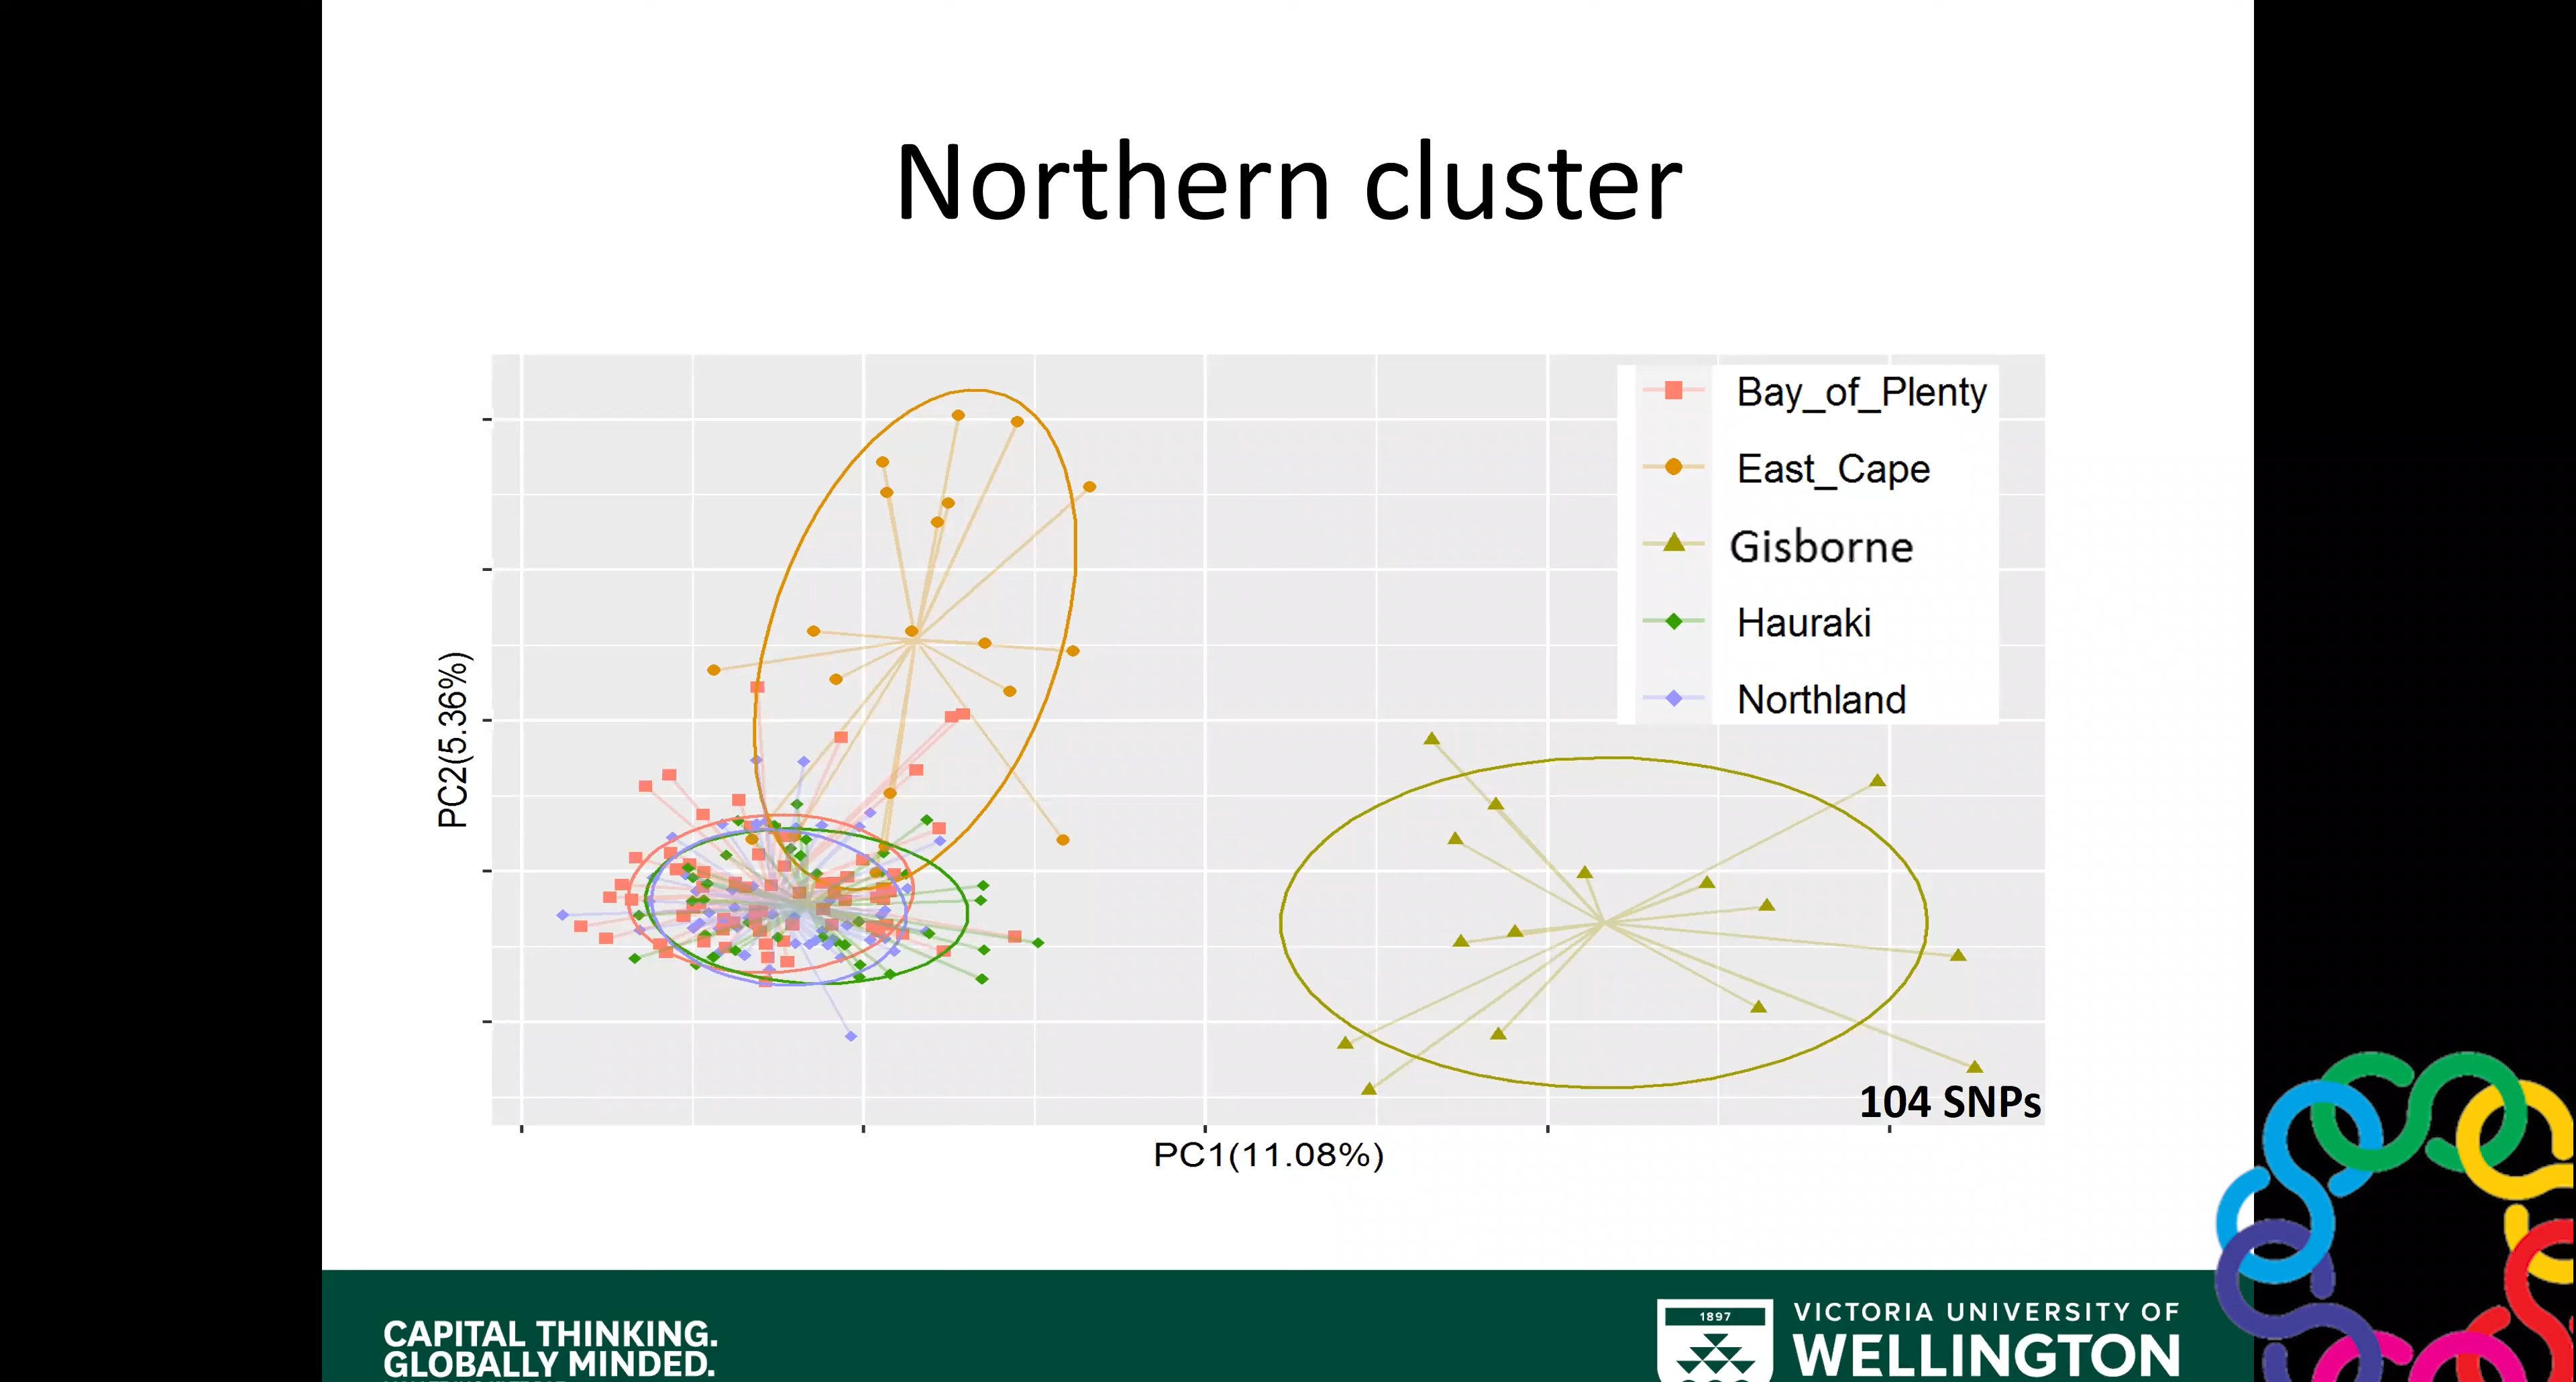 Northern cluster
Bay_of_Plenty
East_Cape
Gisborne
Hauraki
Northland
PC2(5.36%)
104 SNPs
PC1(11.08%)
CAPITAL THINKING.
GLOBALLY MINDED.
1897
VICTORIA UNIVERSITY OF
WELLINGTON